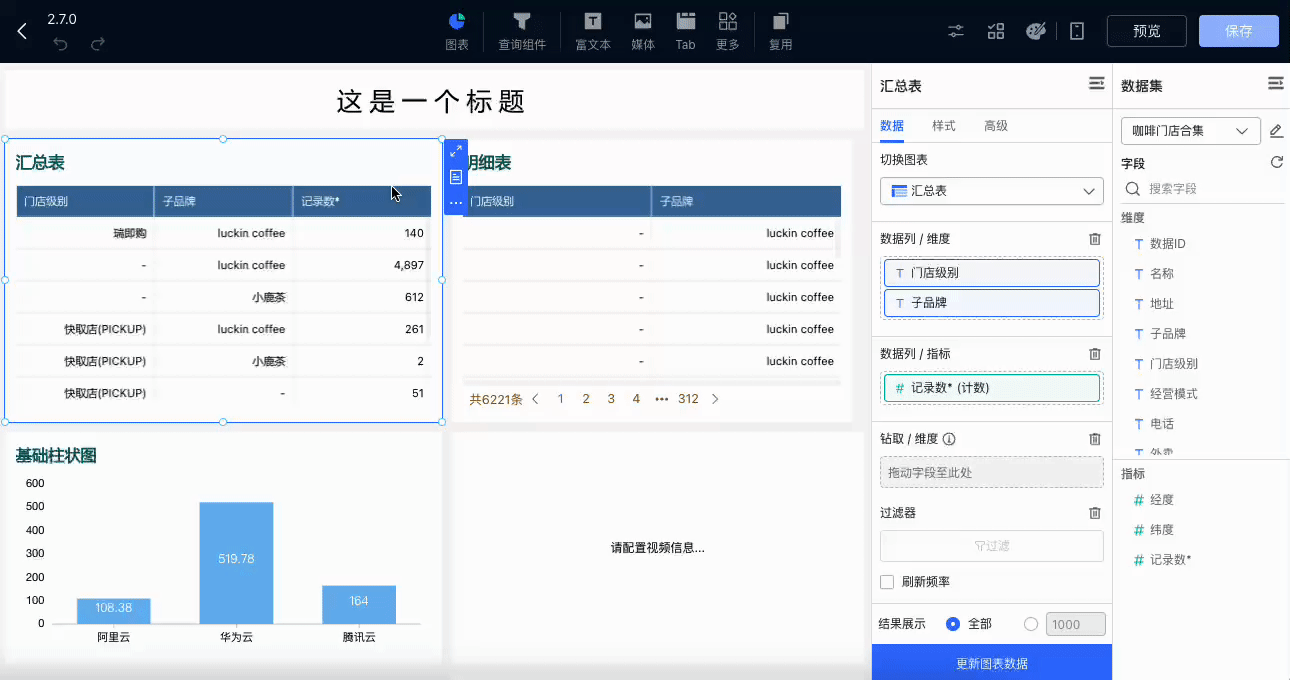 2.7.0
图表
查询组件
富文本
媒体
Tab
更多
复用
预览
保存
这是一个标题
汇总表
门店级别 子品牌 记录数*
瑞即购 luckin coffee 140
- luckin coffee 4,897
- 小鹿茶 612
快取店(PICKUP) luckin coffee 261
快取店(PICKUP) 小鹿茶 2
快取店(PICKUP) - 51
明细表
门店级别 子品牌
- luckin coffee
- luckin coffee
- luckin coffee
- luckin coffee
- luckin coffee
共6221条 1 2 3 4 ••• 312
基础柱状图
600
500
400
300
200
100
0
108.38
519.78
164
阿里云
华为云
腾讯云
请配置视频信息...
汇总表
数据 样式 高级
切换图表
汇总表
数据列 / 维度
T 门店级别
T 子品牌
数据列 / 指标
# 记录数* (计数)
钻取 / 维度
拖动字段至此处
过滤器
过滤
刷新频率
结果展示 全部 1000
更新图表数据
数据集
咖啡门店合集
字段
搜索字段
维度
T 数据ID
T 名称
T 地址
T 子品牌
T 门店级别
T 经营模式
T 电话
T 外卖
指标
# 经度
# 纬度
# 记录数*